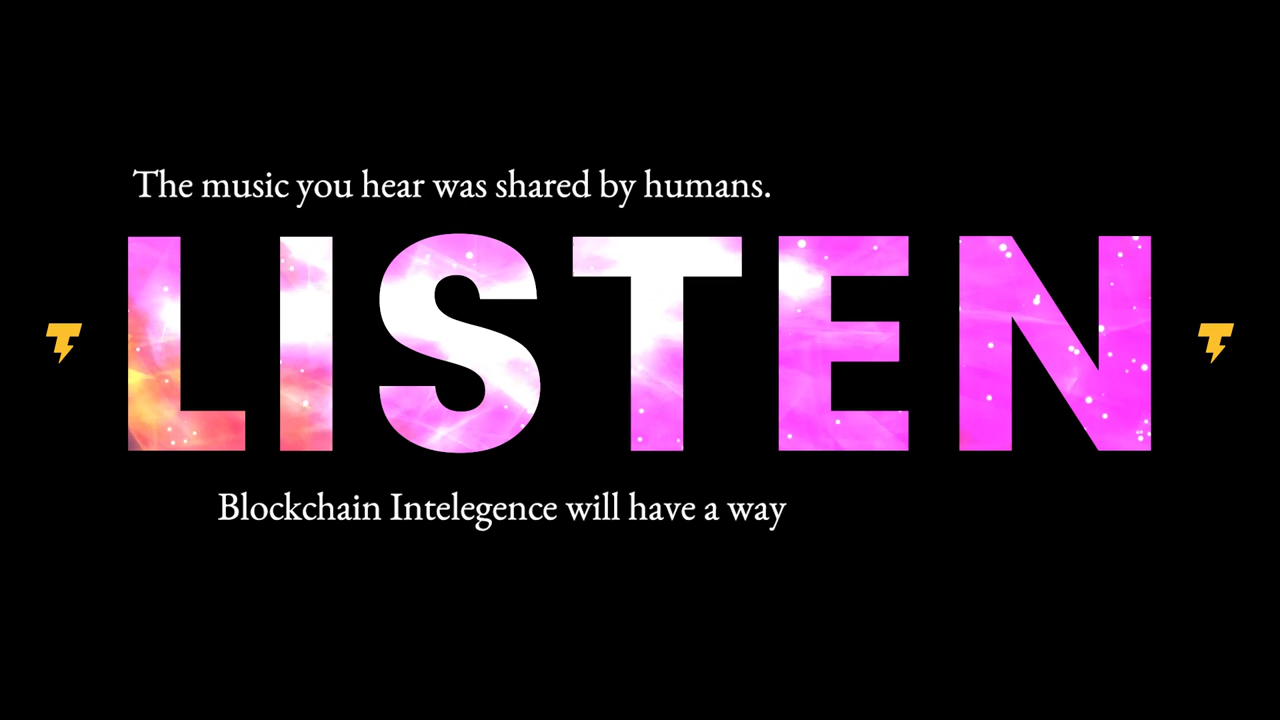 The music you hear was shared by humans.
LISTEN
Blockchain Intelegence will have a way